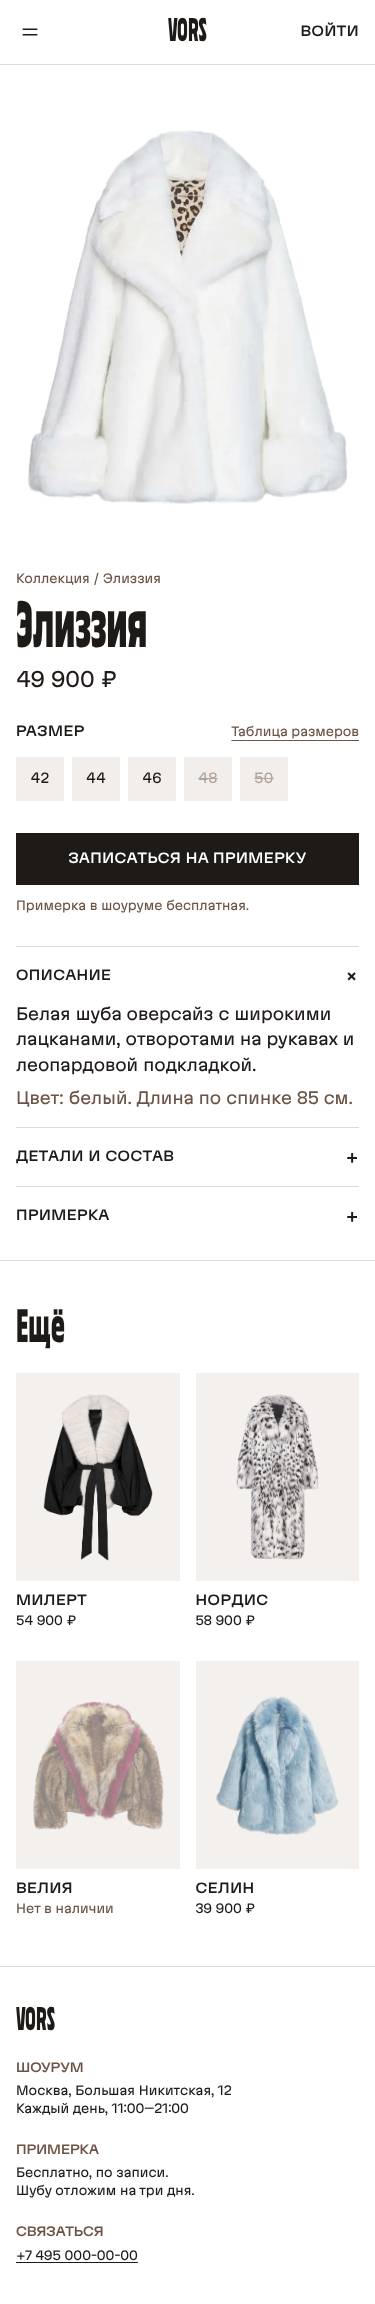 VORS
ВОЙТИ
Коллекция / Элиззия
Элиззия
49 900 ₽
РАЗМЕР
Таблица размеров
42 44 46 48 50
ЗАПИСАТЬСЯ НА ПРИМЕРКУ
Примерка в шоуруме бесплатная.
ОПИСАНИЕ
Белая шуба оверсайз с широкими
лацканами, отворотами на рукавах и
леопардовой подкладкой.
Цвет: белый. Длина по спинке 85 см.
ДЕТАЛИ И СОСТАВ +
ПРИМЕРКА +
Ещё
МИЛЕРТ
54 900 ₽
НОРДИС
58 900 ₽
ВЕЛИЯ
Нет в наличии
СЕЛИН
39 900 ₽
VORS
ШОУРУМ
Москва, Большая Никитская, 12
Каждый день, 11:00—21:00
ПРИМЕРКА
Бесплатно, по записи.
Шубу отложим на три дня.
СВЯЗАТЬСЯ
+7 495 000-00-00